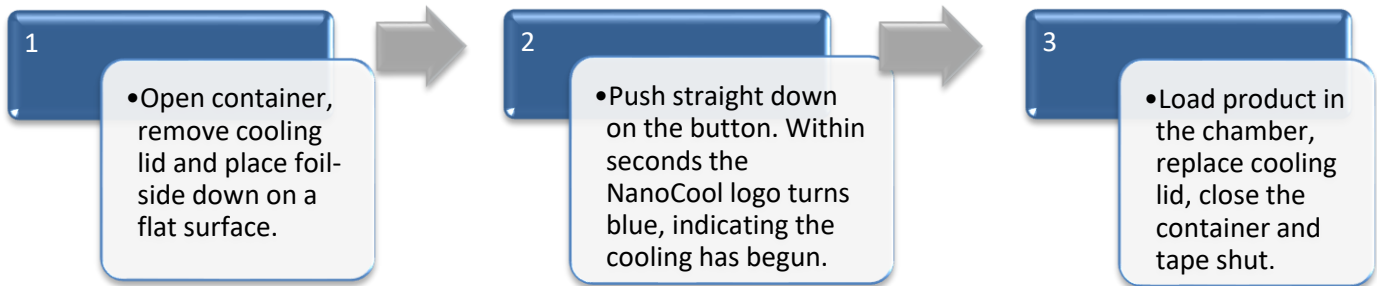 1
•Open container,
remove cooling
lid and place foil-
side down on a
flat surface.
2
•Push straight down
on the button. Within
seconds the
NanoCool logo turns
blue, indicating the
cooling has begun.
3
•Load product in
the chamber,
replace cooling
lid, close the
container and
tape shut.